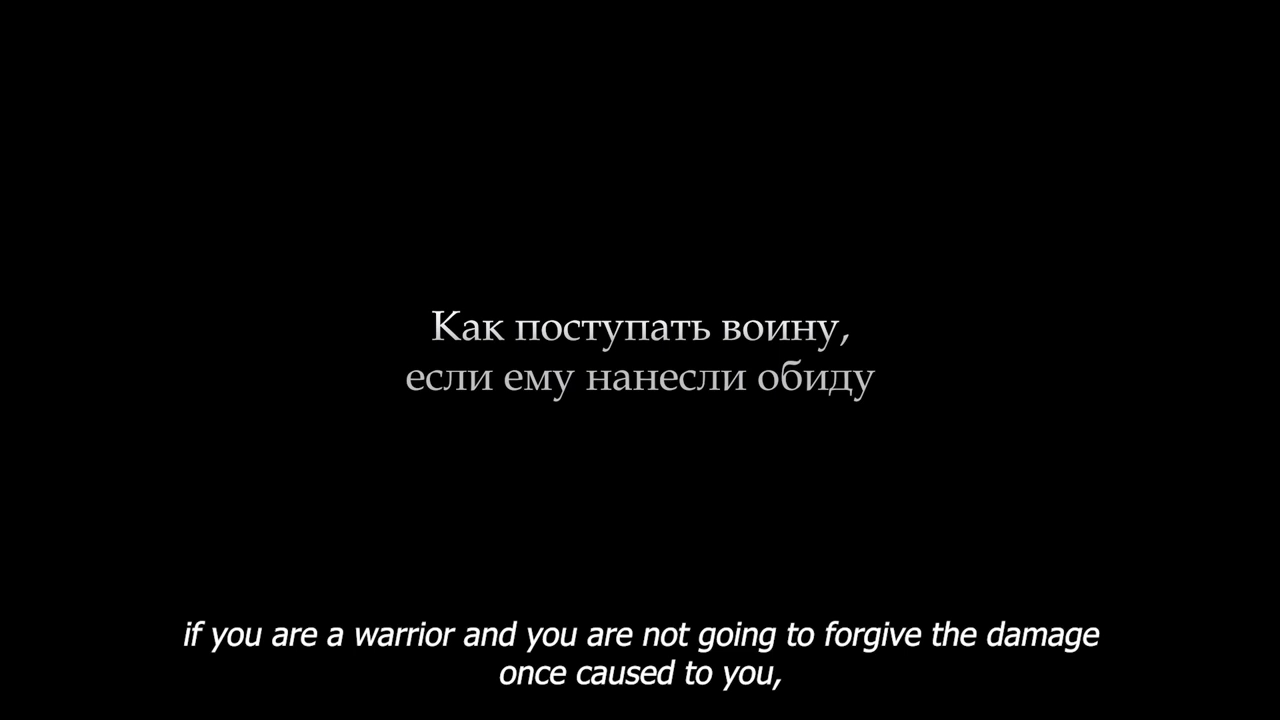 Как поступать воину,
если ему нанесли обиду
if you are a warrior and you are not going to forgive the damage
once caused to you,